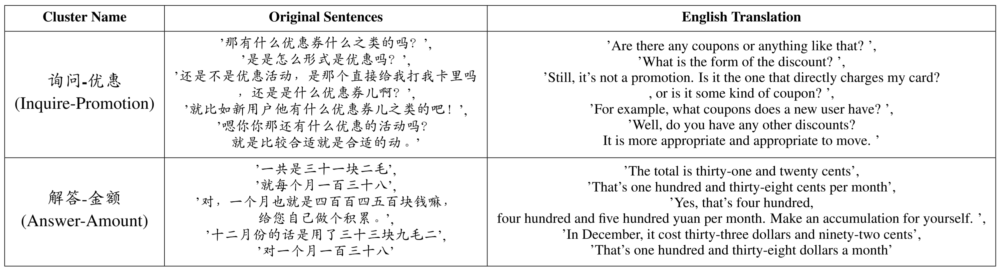 Cluster Name
Original Sentences
English Translation
询问-优惠
(Inquire-Promotion)
’那有什么优惠券什么之类的吗？’,
’是是怎么形式是优惠吗？’,
’还是不是优惠活动，是那个直接给我打我卡里吗
，还是是什么优惠券儿啊？’,
’就比如新用户他有什么优惠券儿之类的吧！’,
’嗯你你那还有什么优惠的活动吗？
就是比较合适就是合适的动。’
’Are there any coupons or anything like that? ’,
’What is the form of the discount? ’,
’Still, it’s not a promotion. Is it the one that directly charges my card?
, or is it some kind of coupon? ’,
’For example, what coupons does a new user have? ’,
’Well, do you have any other discounts?
It is more appropriate and appropriate to move. ’
解答-金额
(Answer-Amount)
’一共是三十一块二毛’,
’就每个月一百三十八’,
’对，一个月也就是四百百四五百块钱嘛，
给您自己做个积累。’,
’十二月份的话是用了三十三块九毛二’,
’对一个月一百三十八’
’The total is thirty-one and twenty cents’,
’That’s one hundred and thirty-eight cents per month’,
’Yes, that’s four hundred,
four hundred and five hundred yuan per month. Make an accumulation for yourself. ’,
’In December, it cost thirty-three dollars and ninety-two cents’,
’That’s one hundred and thirty-eight dollars a month’